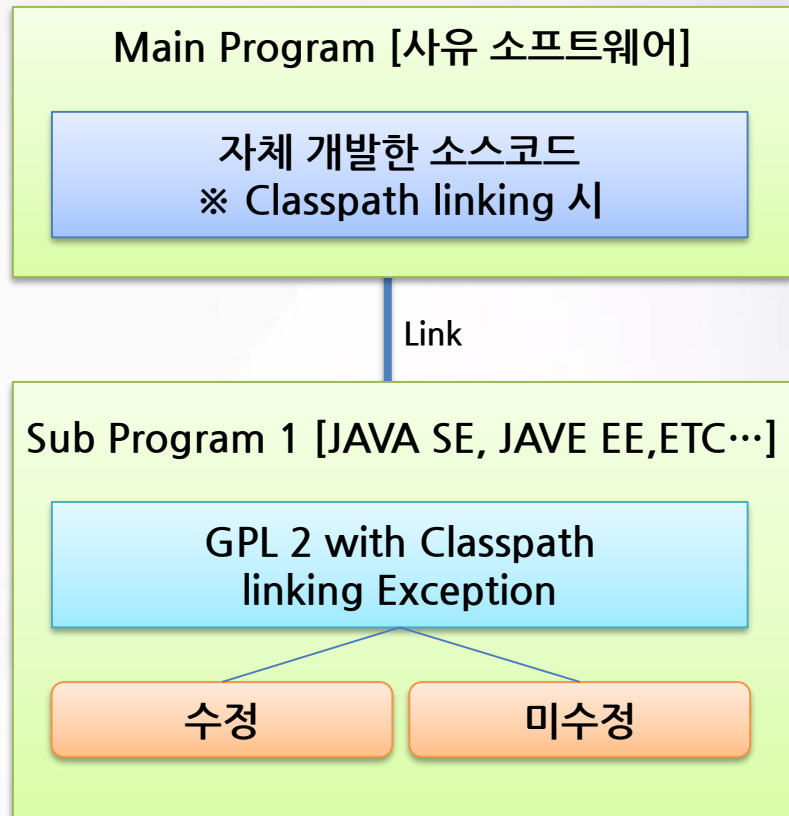 Main Program [사유 소프트웨어]
자체 개발한 소스코드
※ Classpath linking 시
Link
Sub Program 1 [JAVA SE, JAVE EE,ETC…]
GPL 2 with Classpath
linking Exception
수정
미수정